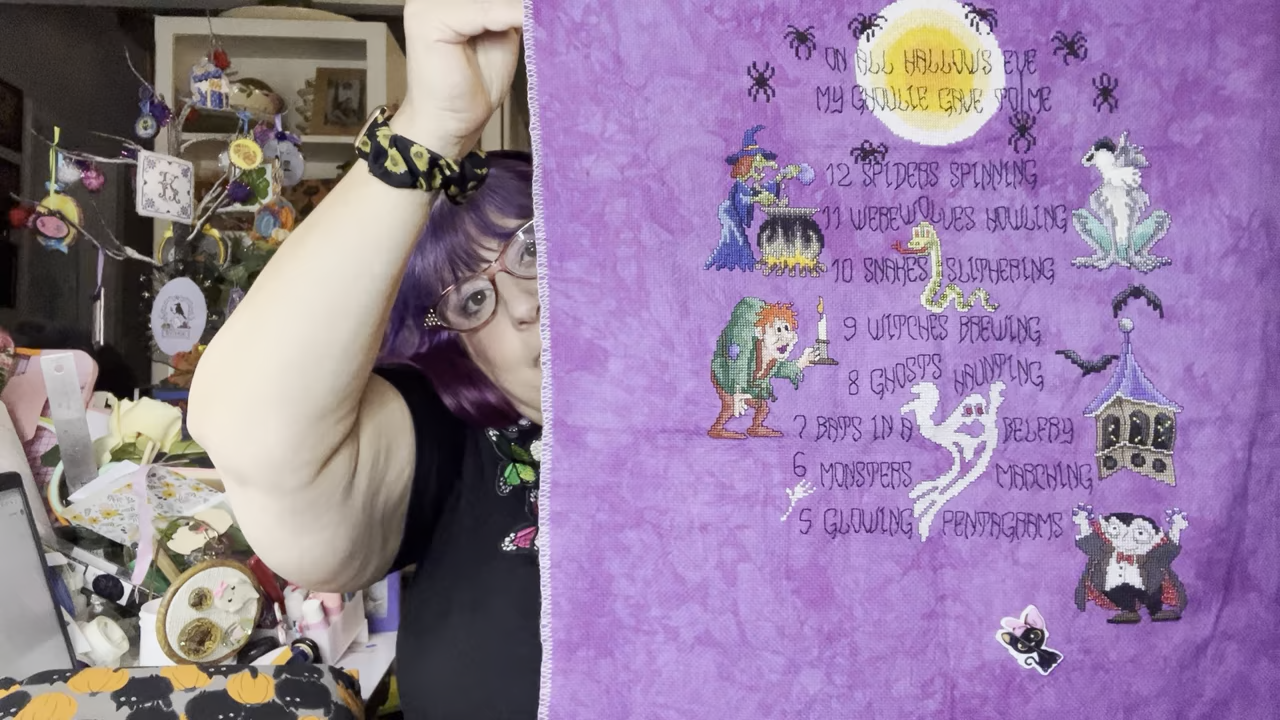 ON ALL HALLOWS EVE
MY GHOULIE GAVE TO ME
12 SPIDERS SPINNING
11 WEREWOLVES HOWLING
10 SNAKES SLITHERING
9 WITCHES BREWING
8 GHOSTS HAUNTING
7 BATS IN A BELFRY
6 MONSTERS MARCHING
5 GLOWING PENTAGRAMS
K